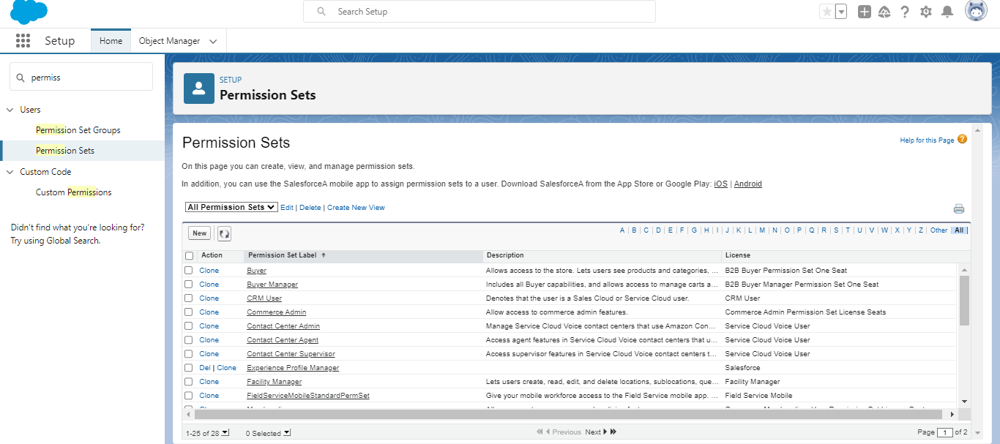 Search Setup
Setup
Home
Object Manager
permiss
Users
Permission Set Groups
Permission Sets
Custom Code
Custom Permissions
Didn't find what you're looking for?
Try using Global Search.
SETUP
Permission Sets
Permission Sets
Help for this Page ?
On this page you can create, view, and manage permission sets.
In addition, you can use the SalesforceA mobile app to assign permission sets to a user. Download SalesforceA from the App Store or Google Play: iOS | Android
All Permission Sets Edit | Delete | Create New View
New
A | B | C | D | E | F | G | H | I | J | K | L | M | N | O | P | Q | R | S | T | U | V | W | X | Y | Z | Other | All |
Action Permission Set Label ↑ Description License
Clone Buyer Allows access to the store. Lets users see products and categories, ... B2B Buyer Permission Set One Seat
Clone Buyer Manager Includes all Buyer capabilities, and allows access to manage carts a... B2B Buyer Manager Permission Set One Seat
Clone CRM User Denotes that the user is a Sales Cloud or Service Cloud user. CRM User
Clone Commerce Admin Allow access to commerce admin features. Commerce Admin Permission Set License Seats
Clone Contact Center Admin Manage Service Cloud Voice contact centers that use Amazon Con... Service Cloud Voice User
Clone Contact Center Agent Access agent features in Service Cloud Voice contact centers that u... Service Cloud Voice User
Clone Contact Center Supervisor Access supervisor features in Service Cloud Voice contact centers t... Service Cloud Voice User
Del | Clone Experience Profile Manager Salesforce
Clone Facility Manager Lets users create, read, edit, and delete locations, sublocations, que... Facility Manager
Clone FieldServiceMobileStandardPermSet Give your mobile workforce access to the Field Service mobile app. ... Field Service Mobile
1-25 of 28 0 Selected Previous Next Page 1 of 2